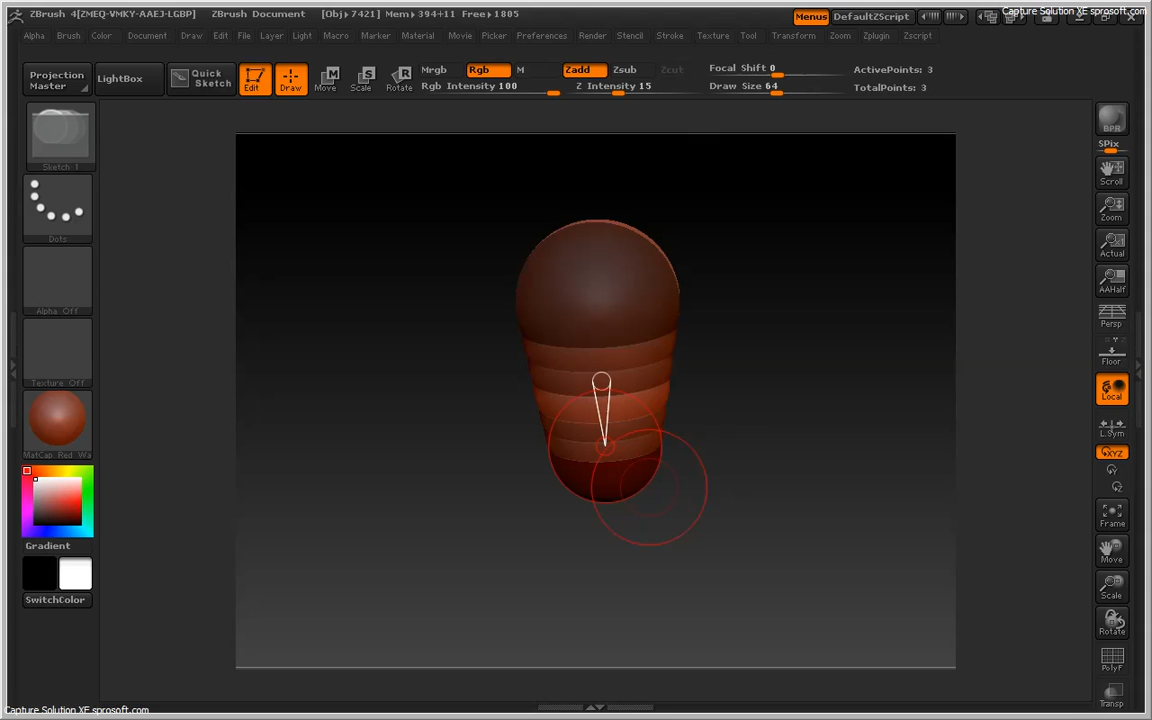 Capture Solution XE sprosoft.com
ZBrush 4[ZMEQ-VMKY-AAEJ-LGBP] ZBrush Document [Obj▸7421] Mem▸394+11 Free▸1805 Menus DefaultZScript
Alpha Brush Color Document Draw Edit File Layer Light Macro Marker Material Movie Picker Preferences Render Stencil Stroke Texture Tool Transform Zoom Zplugin Zscript
Projection Master
LightBox
Quick Sketch
Edit
Draw
Move
Scale
Rotate
Mrgb Rgb M
Rgb Intensity 100
Zadd Zsub Zcut
Z Intensity 15
Focal Shift 0
Draw Size 64
ActivePoints: 3
TotalPoints: 3
Sketch 1
Dots
Alpha Off
Texture Off
MatCap Red Wa
Gradient
SwitchColor
BPR
SPix
Scroll
Zoom
Actual
AAHalf
Persp
Floor
Local
L.Sym
XYZ
Y
Z
Frame
Move
Scale
Rotate
PolyF
Transp
Capture Solution XE sprosoft.com